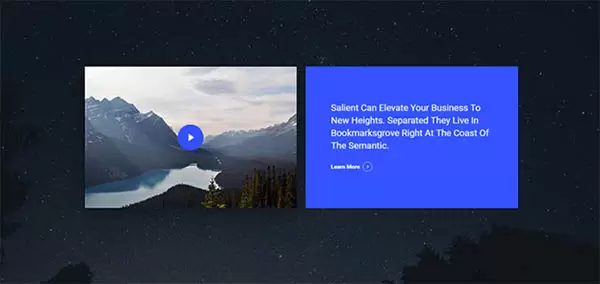 Salient Can Elevate Your Business To
New Heights. Separated They Live In
Bookmarksgrove Right At The Coast Of
The Semantic.
Learn More